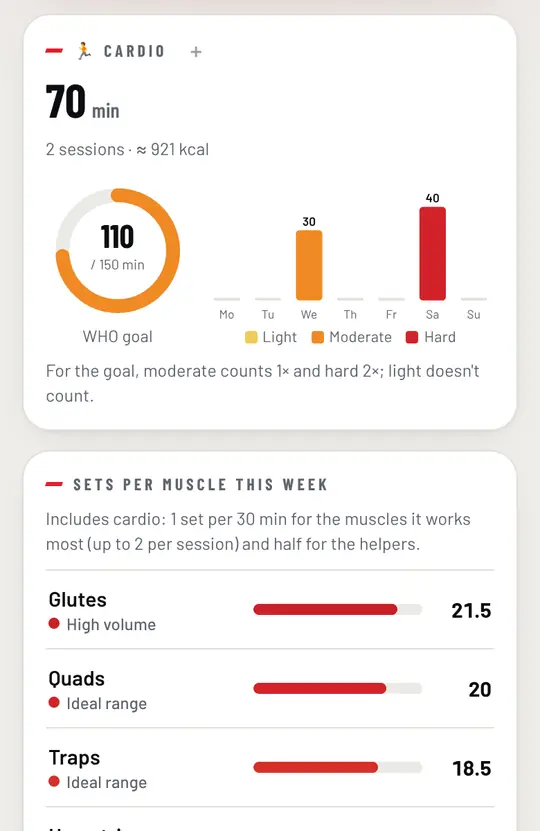 CARDIO +
70 min
2 sessions · ≈ 921 kcal
110
/ 150 min
WHO goal
30
40
Mo Tu We Th Fr Sa Su
Light Moderate Hard
For the goal, moderate counts 1× and hard 2×; light doesn't
count.
SETS PER MUSCLE THIS WEEK
Includes cardio: 1 set per 30 min for the muscles it works
most (up to 2 per session) and half for the helpers.
Glutes
High volume
21.5
Quads
Ideal range
20
Traps
Ideal range
18.5